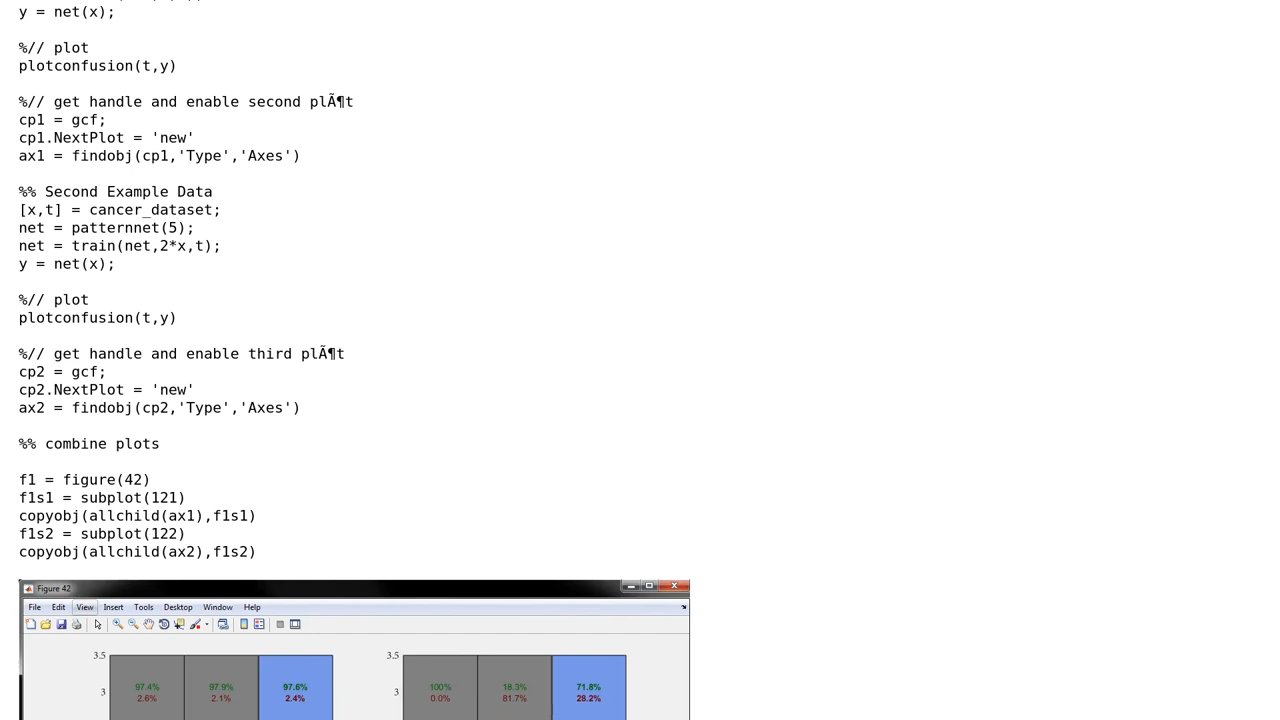 y = net(x);
%// plot
plotconfusion(t,y)
%// get handle and enable second plÃ¶t
cp1 = gcf;
cp1.NextPlot = 'new'
ax1 = findobj(cp1,'Type','Axes')
%% Second Example Data
[x,t] = cancer_dataset;
net = patternnet(5);
net = train(net,2*x,t);
y = net(x);
%// plot
plotconfusion(t,y)
%// get handle and enable third plÃ¶t
cp2 = gcf;
cp2.NextPlot = 'new'
ax2 = findobj(cp2,'Type','Axes')
%% combine plots
f1 = figure(42)
f1s1 = subplot(121)
copyobj(allchild(ax1),f1s1)
f1s2 = subplot(122)
copyobj(allchild(ax2),f1s2)
Figure 42
File Edit View Insert Tools Desktop Window Help
3.5 3.5
97.4% 97.9% 97.6% 100% 18.3% 71.8%
3 3
2.6% 2.1% 2.4% 0.0% 81.7% 28.2%